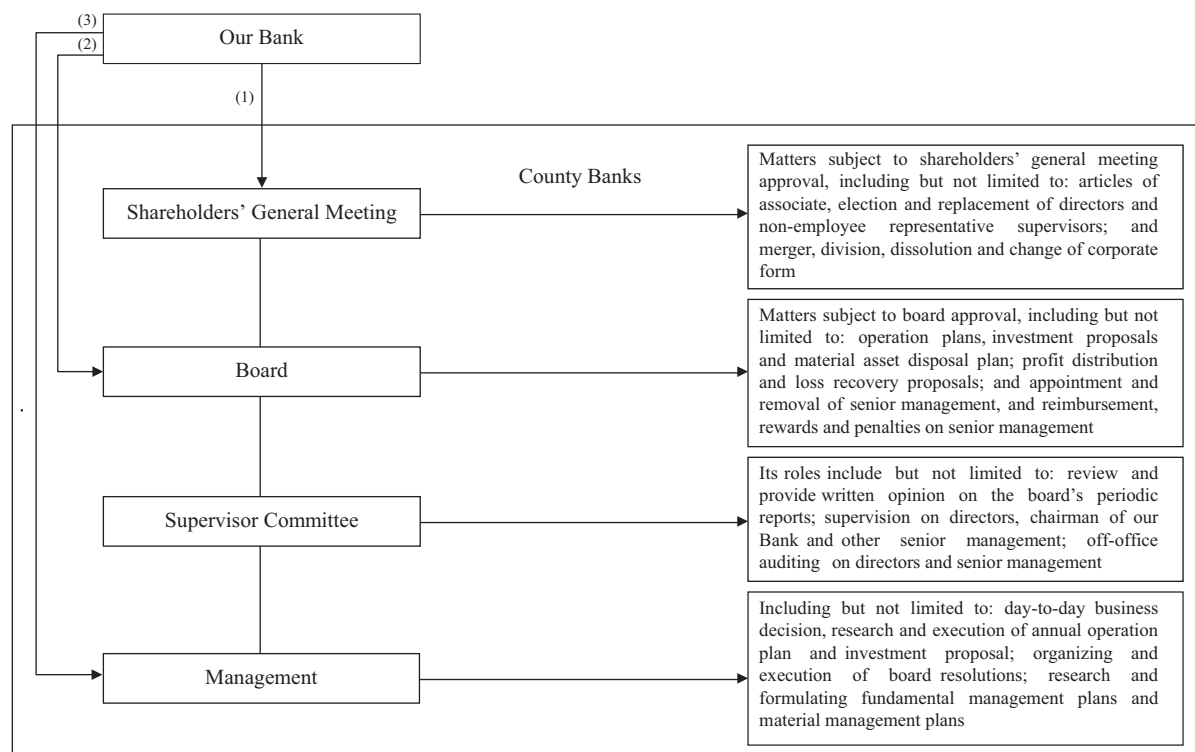 (3)
(2)
Our Bank
(1)
County Banks
Shareholders’ General Meeting
Matters subject to shareholders’ general meeting
approval, including but not limited to: articles of
associate, election and replacement of directors and
non-employee representative supervisors; and
merger, division, dissolution and change of corporate
form
Board
Matters subject to board approval, including but not
limited to: operation plans, investment proposals
and material asset disposal plan; profit distribution
and loss recovery proposals; and appointment and
removal of senior management, and reimbursement,
rewards and penalties on senior management
Supervisor Committee
Its roles include but not limited to: review and
provide written opinion on the board’s periodic
reports; supervision on directors, chairman of our
Bank and other senior management; off-office
auditing on directors and senior management
Management
Including but not limited to: day-to-day business
decision, research and execution of annual operation
plan and investment proposal; organizing and
execution of board resolutions; research and
formulating fundamental management plans and
material management plans